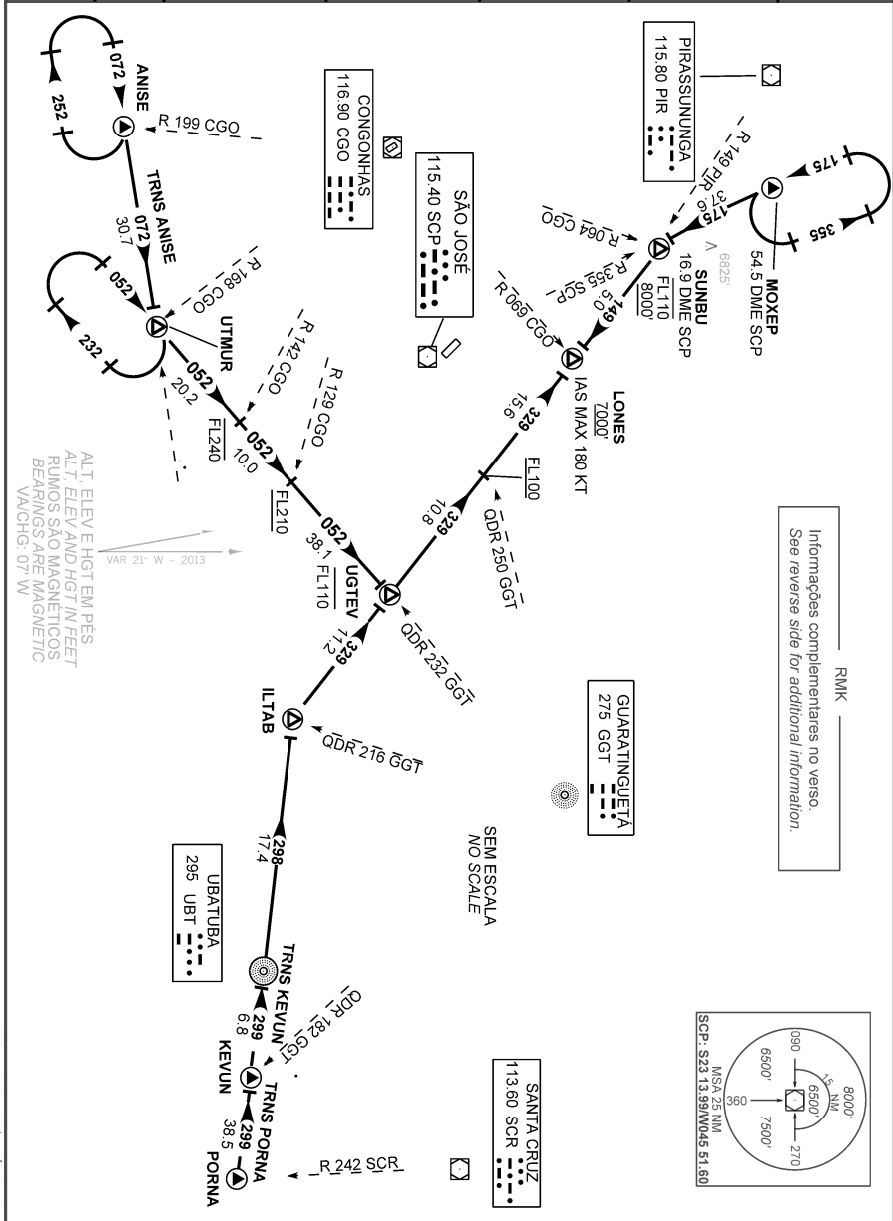 PIRASSUNUNGA
115.80 PIR
MOXEP
54.5 DME SCP
175
355
R 149 PIR
37.6
175
6825'
SUNBU
16.9 DME SCP
FL110
8000'
R 064 CGO
R 355 SCP
5.0
149
R 069 CGO
LONES
7000'
IAS MAX 180 KT
RMK
Informações complementares no verso.
See reverse side for additional information.
MSA 25 NM
8000'
15 NM
6500'
6500'
7500'
090
360
270
SCP: S23 13.99/W045 51.60
CONGONHAS
116.90 CGO
SÃO JOSÉ
115.40 SCP
ANISE
072
252
R 199 CGO
TRNS ANISE
072
30.7
R 168 CGO
052
232
UTMUR
052
20.2
R 142 CGO
FL240
052
10.0
R 129 CGO
FL210
052
38.1
UGTEV
FL110
329
15.6
FL100
329
10.8
QDR 250 GGT
QDR 232 GGT
329
11.2
ILTAB
QDR 216 GGT
GUARATINGUETÁ
275 GGT
SEM ESCALA
NO SCALE
298
17.4
UBATUBA
295 UBT
TRNS KEVUN
299
6.8
QDR 182 GGT
KEVUN
TRNS PORNA
299
38.5
PORNA
R 242 SCR
SANTA CRUZ
113.60 SCR
ALT, ELEV E HGT EM PÉS
ALT, ELEV AND HGT IN FEET
RUMOS SÃO MAGNÉTICOS
BEARINGS ARE MAGNETIC
VA/CHG: 07' W
VAR 21° W - 2013